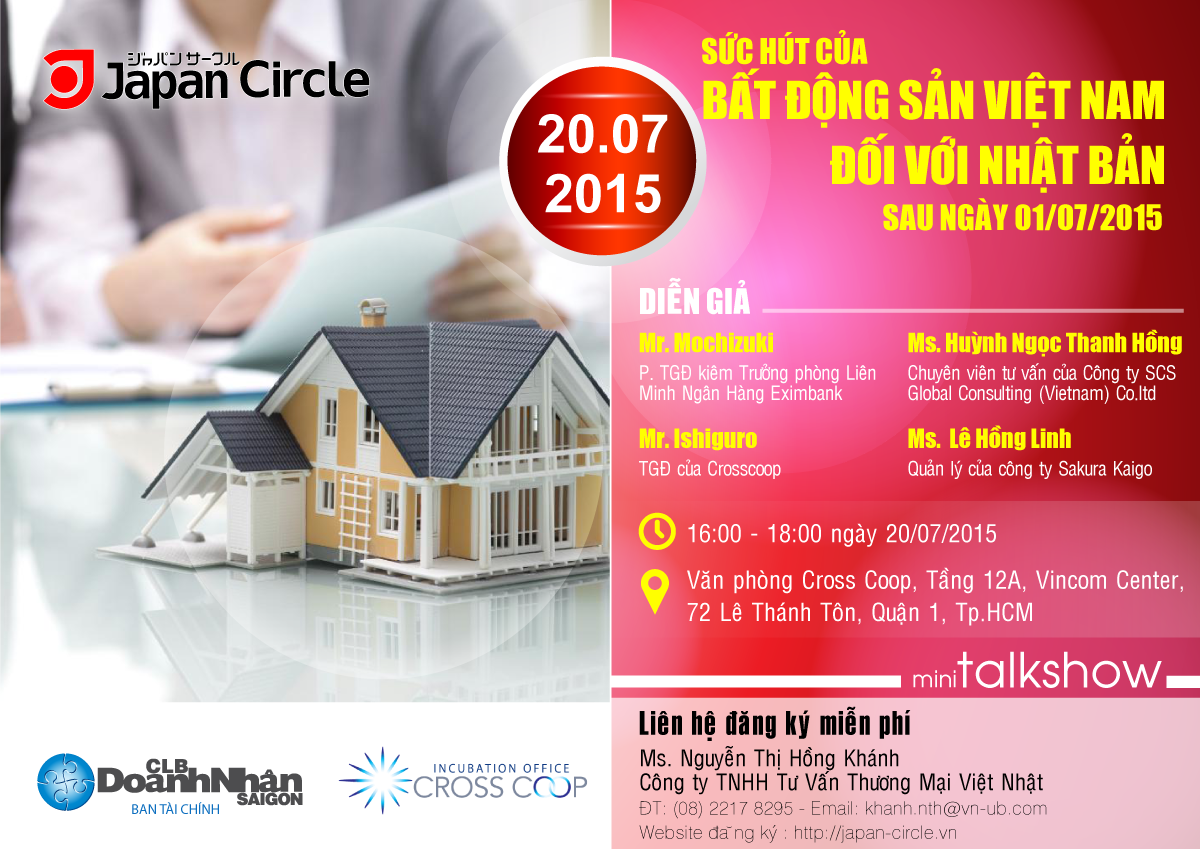 ジャパンサークル
Japan Circle
20.07
2015
SỨC HÚT CỦA
BẤT ĐỘNG SẢN VIỆT NAM
ĐỐI VỚI NHẬT BẢN
SAU NGÀY 01/07/2015
DIỄN GIẢ
Mr. Mochizuki
P. TGĐ kiêm Trưởng phòng Liên
Minh Ngân Hàng Eximbank
Ms. Huỳnh Ngọc Thanh Hồng
Chuyên viên tư vấn của Công ty SCS
Global Consulting (Vietnam) Co.ltd
Mr. Ishiguro
TGĐ của Crosscoop
Ms. Lê Hồng Linh
Quản lý của công ty Sakura Kaigo
16:00 - 18:00 ngày 20/07/2015
Văn phòng Cross Coop, Tầng 12A, Vincom Center,
72 Lê Thánh Tôn, Quận 1, Tp.HCM
mini talkshow
Liên hệ đăng ký miễn phí
Ms. Nguyễn Thị Hồng Khánh
Công ty TNHH Tư Vấn Thương Mại Việt Nhật
ĐT: (08) 2217 8295 - Email: khanh.nth@vn-ub.com
Website đa ̃ng ký : http://japan-circle.vn
CLB
DoanhNhân
SAIGON
BAN TÀI CHÍNH
INCUBATION OFFICE
CROSS COOP